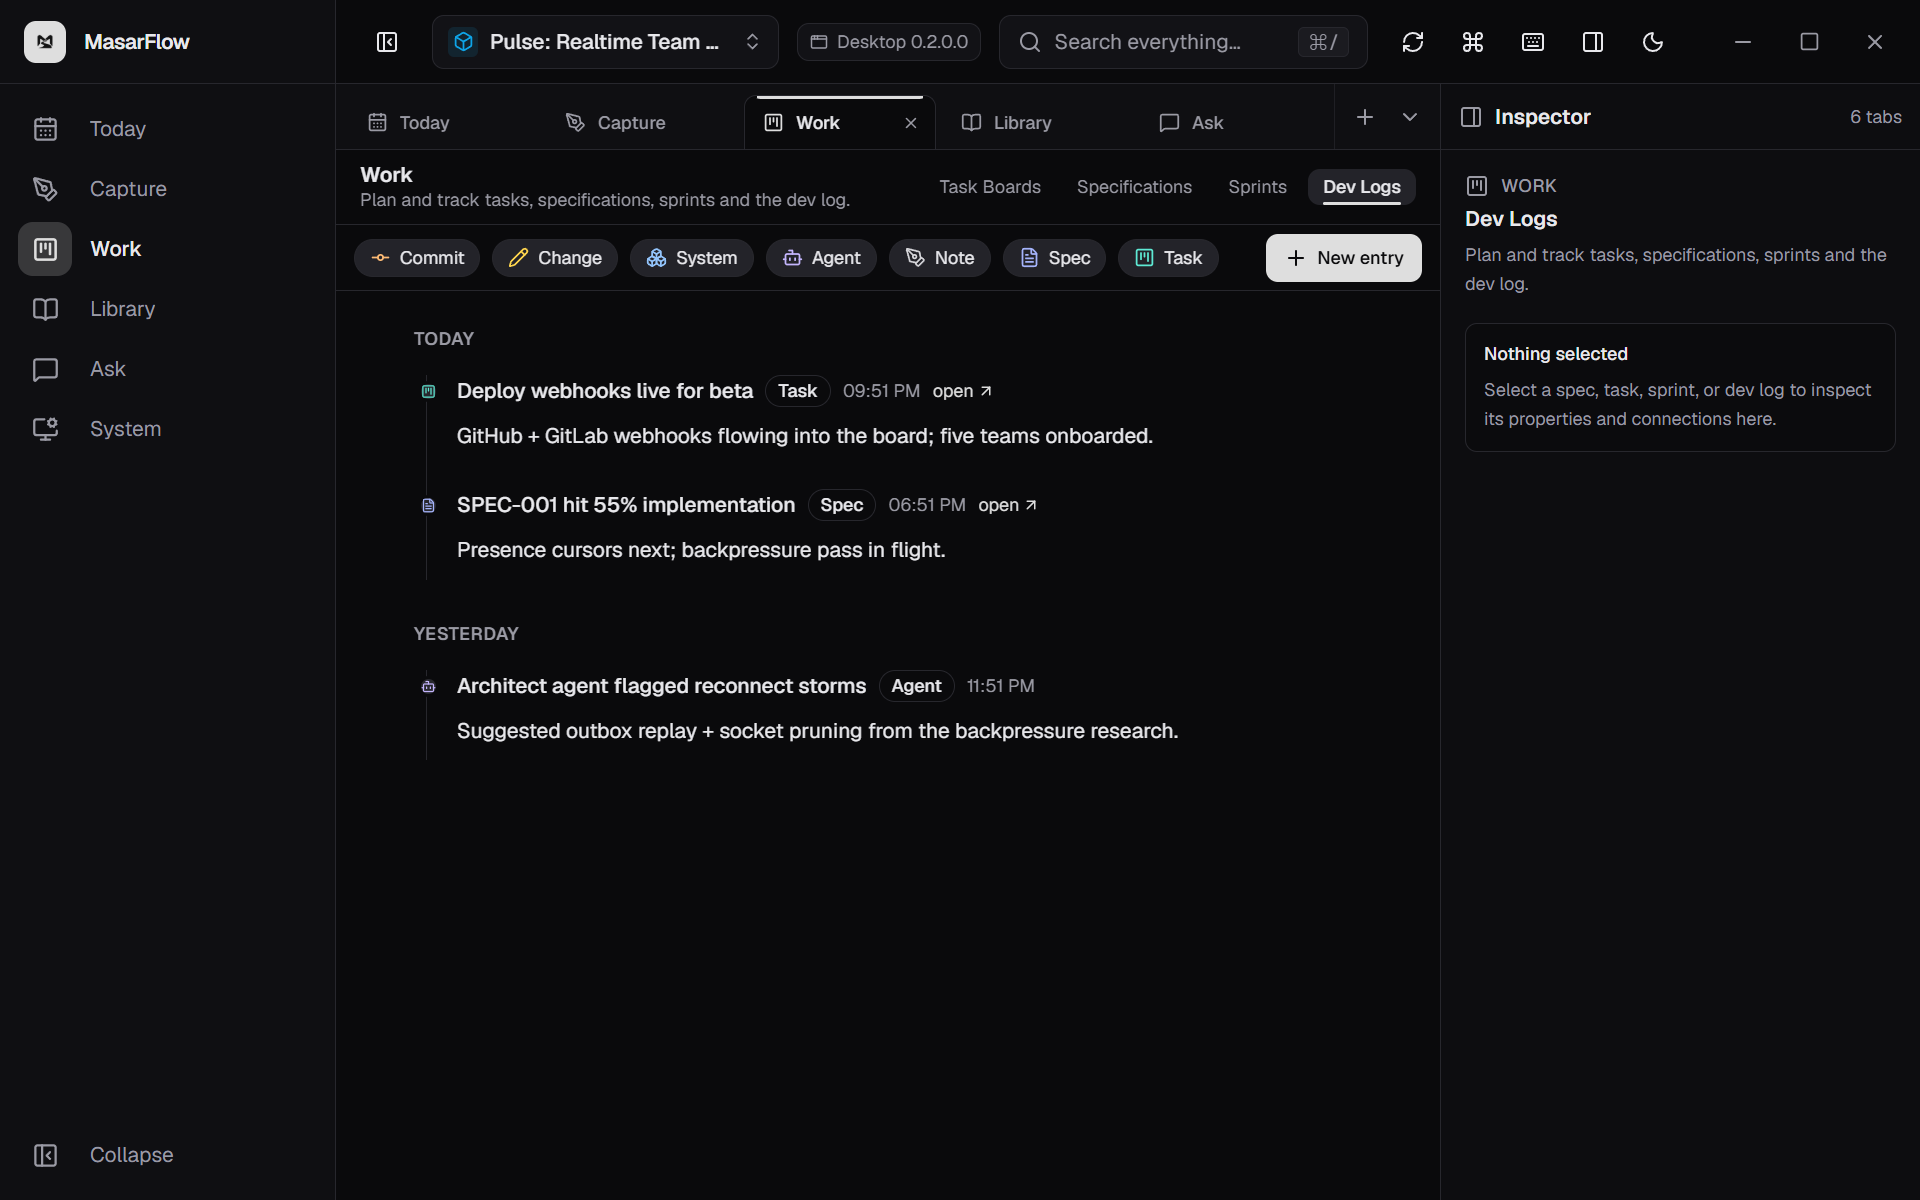 MasarFlow
Pulse: Realtime Team ...
Desktop 0.2.0.0
Search everything...
⌘/
Today
Capture
Work
Library
Ask
System
Collapse
Today
Capture
Work
Library
Ask
Work
Plan and track tasks, specifications, sprints and the dev log.
Task Boards
Specifications
Sprints
Dev Logs
Commit
Change
System
Agent
Note
Spec
Task
New entry
TODAY
Deploy webhooks live for beta Task 09:51 PM open ↗
GitHub + GitLab webhooks flowing into the board; five teams onboarded.
SPEC-001 hit 55% implementation Spec 06:51 PM open ↗
Presence cursors next; backpressure pass in flight.
YESTERDAY
Architect agent flagged reconnect storms Agent 11:51 PM
Suggested outbox replay + socket pruning from the backpressure research.
Inspector
6 tabs
WORK
Dev Logs
Plan and track tasks, specifications, sprints and the
dev log.
Nothing selected
Select a spec, task, sprint, or dev log to inspect
its properties and connections here.